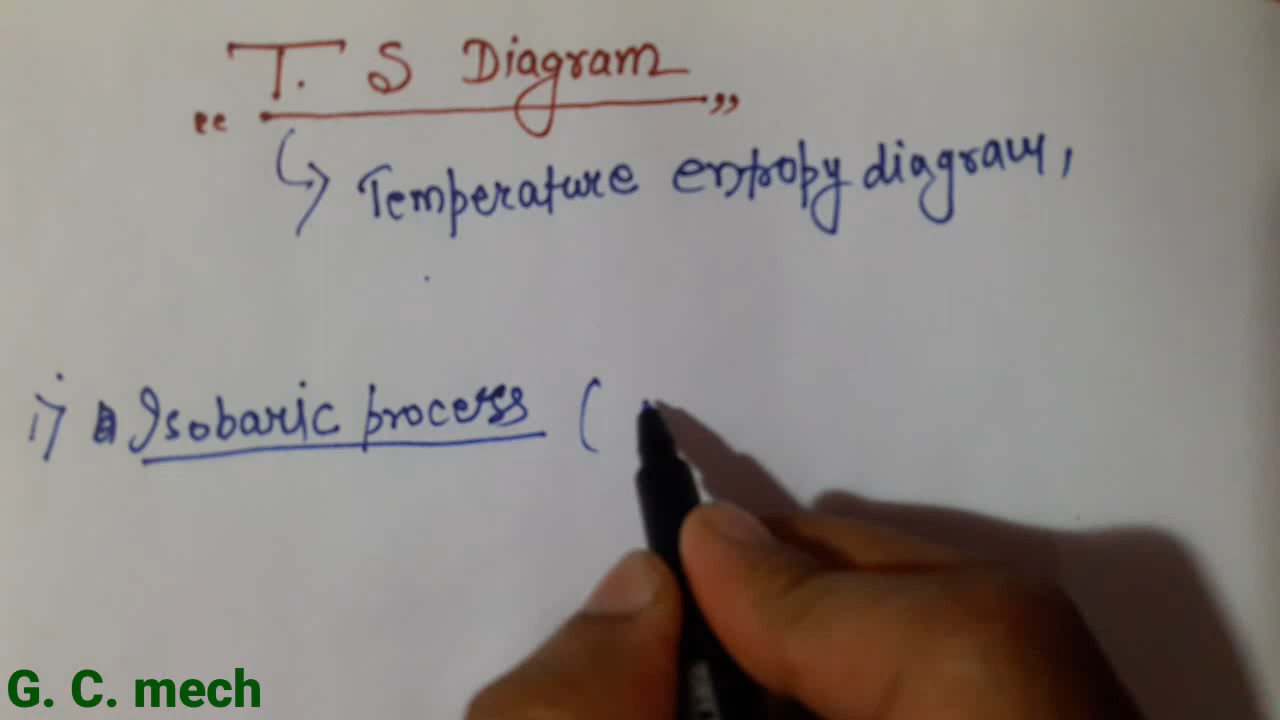 T. S Diagram
“ ”
Temperature entropy diagram,
i) Isobaric process (
G. C. mech